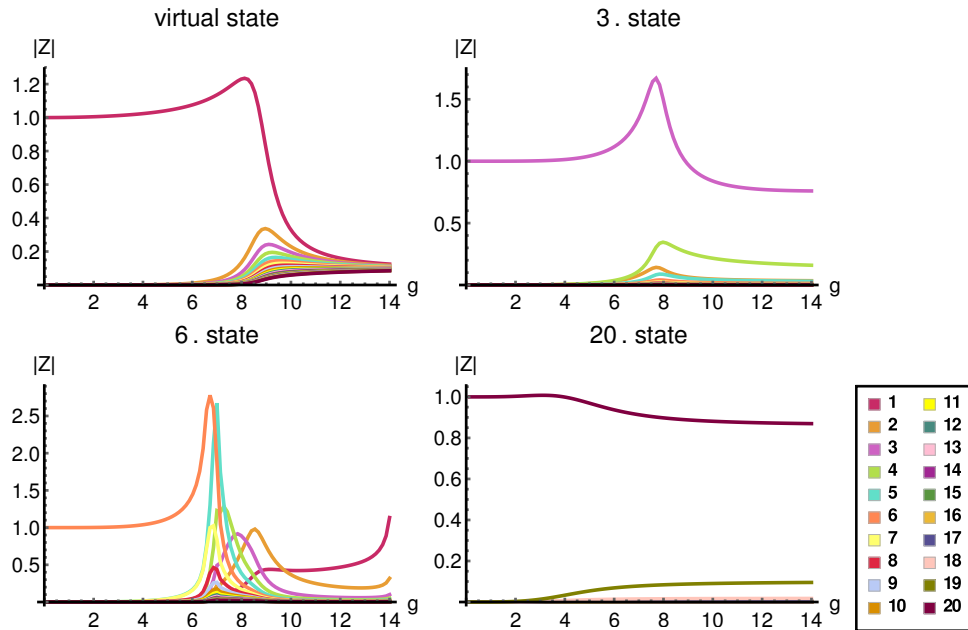 virtual state
|Z|
1.2
1.0
0.8
0.6
0.4
0.2
2 4 6 8 10 12 14 g
3. state
|Z|
1.5
1.0
0.5
2 4 6 8 10 12 14 g
6. state
|Z|
2.5
2.0
1.5
1.0
0.5
2 4 6 8 10 12 14 g
20. state
|Z|
1.0
0.8
0.6
0.4
0.2
2 4 6 8 10 12 14 g
1 11
2 12
3 13
4 14
5 15
6 16
7 17
8 18
9 19
10 20